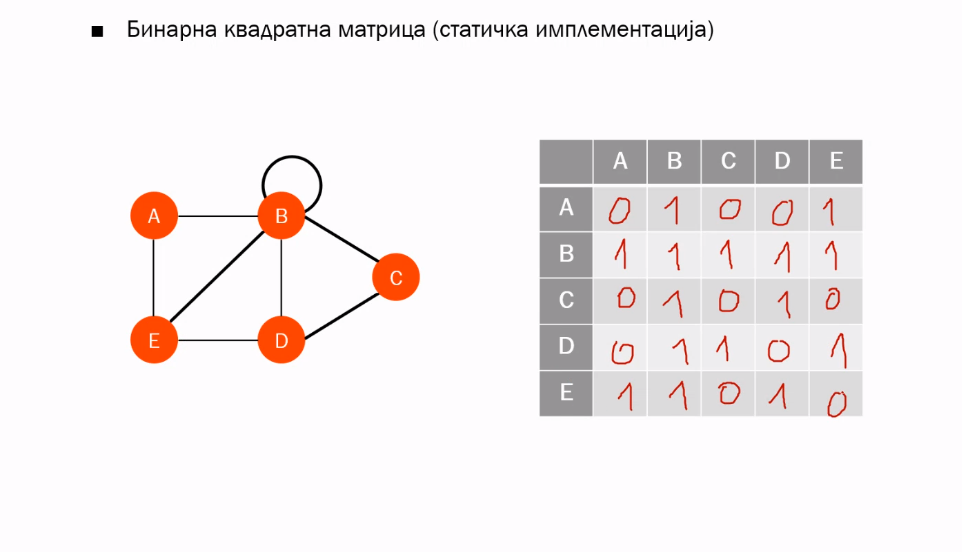 ■ Бинарна квадратна матрица (статичка имплементација)
A B C E D
A B C D E
A 0 1 0 0 1
B 1 1 1 1 1
C 0 1 0 1 0
D 0 1 1 0 1
E 1 1 0 1 0